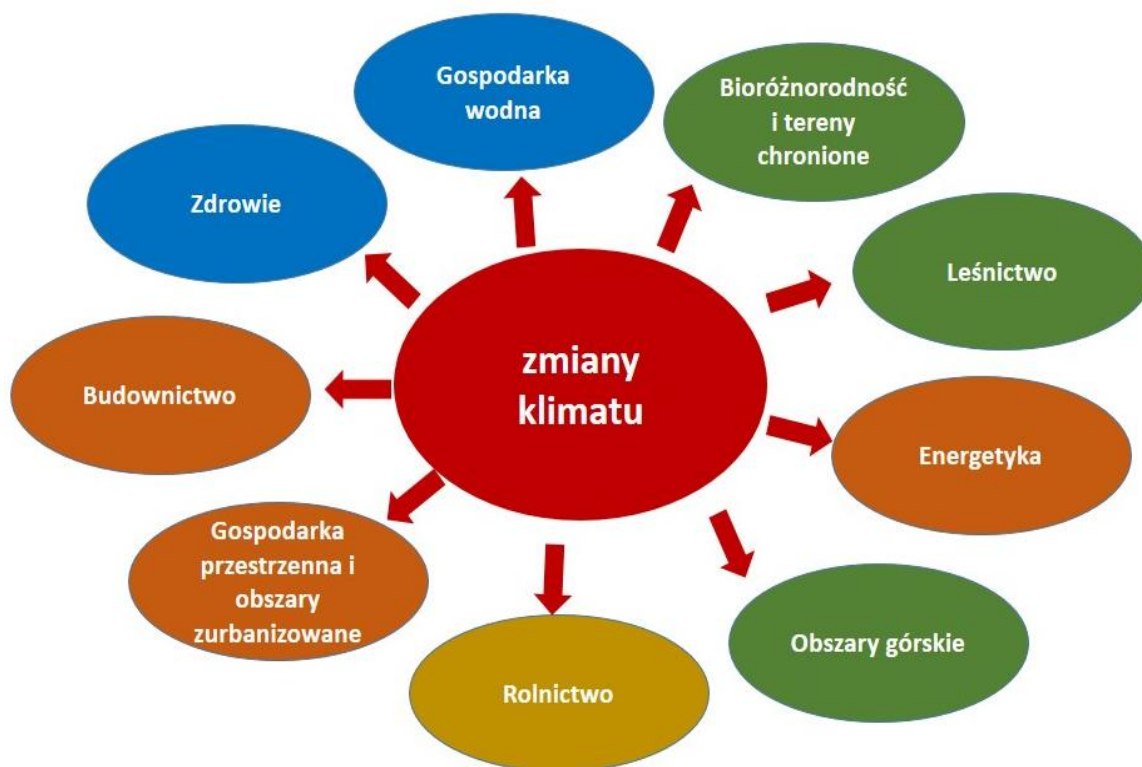 Gospodarka
wodna
Bioróżnorodność
i tereny
chronione
Zdrowie
Leśnictwo
zmiany
klimatu
Budownictwo
Energetyka
Gospodarka
przestrzenna i
obszary
zurbanizowane
Obszary górskie
Rolnictwo